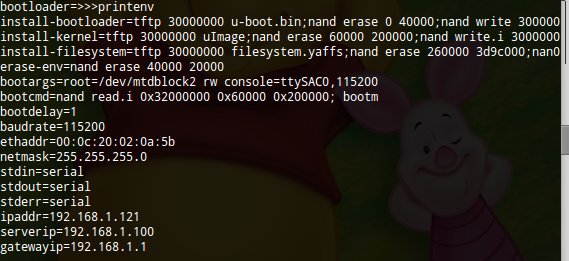 bootloader=>>>printenv
install-bootloader=tftp 30000000 u-boot.bin;nand erase 0 40000;nand write 300000
install-kernel=tftp 30000000 uImage;nand erase 60000 200000;nand write.i 3000000
install-filesystem=tftp 30000000 filesystem.yaffs;nand erase 260000 3d9c000;nan0
erase-env=nand erase 40000 20000
bootargs=root=/dev/mtdblock2 rw console=ttySAC0,115200
bootcmd=nand read.i 0x32000000 0x60000 0x200000; bootm
bootdelay=1
baudrate=115200
ethaddr=00:0c:20:02:0a:5b
netmask=255.255.255.0
stdin=serial
stdout=serial
stderr=serial
ipaddr=192.168.1.121
serverip=192.168.1.100
gatewayip=192.168.1.1